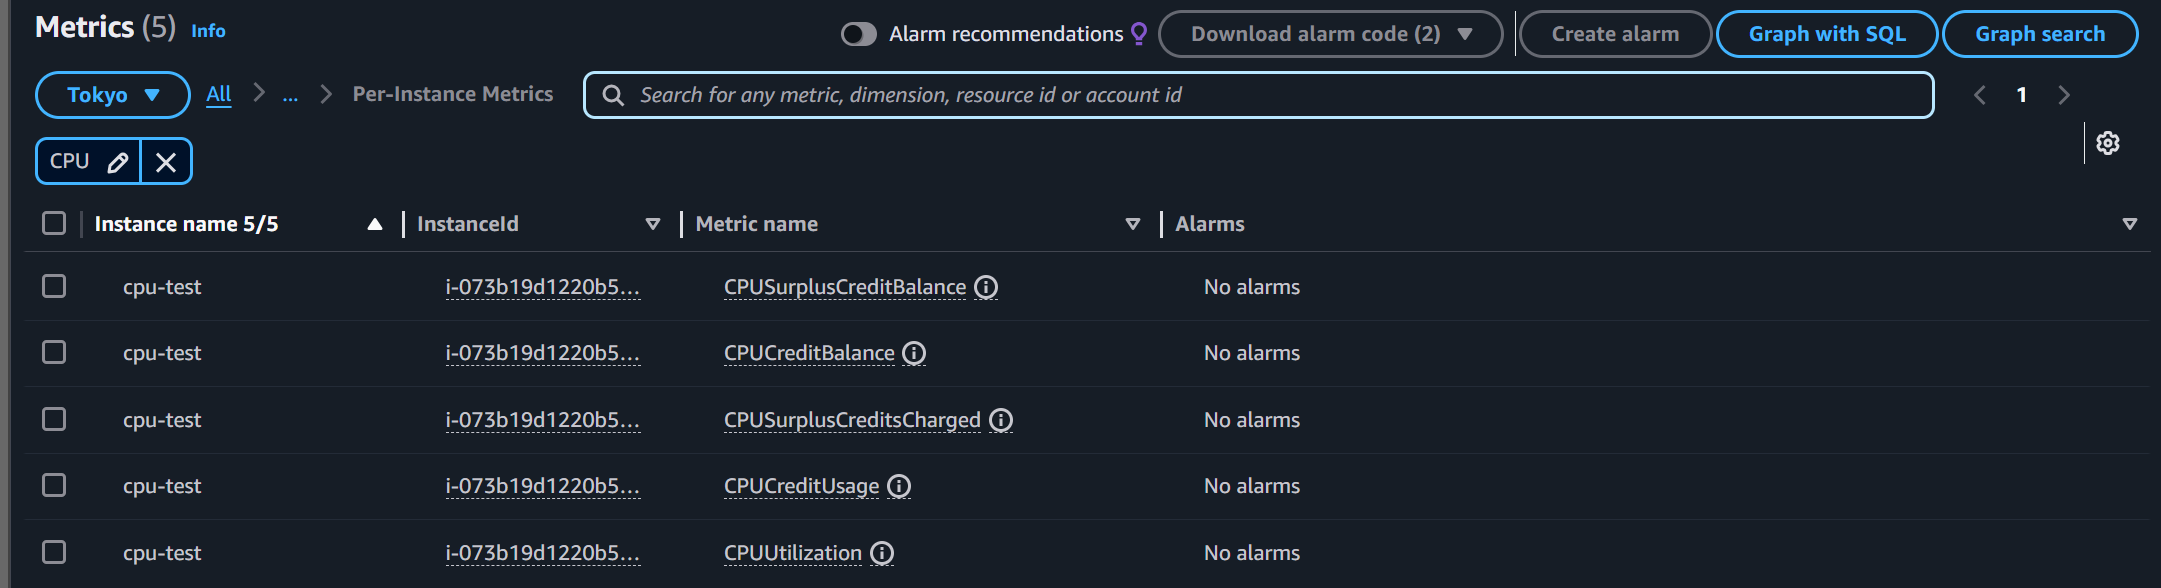 Metrics (5) Info
Alarm recommendations Download alarm code (2) Create alarm Graph with SQL Graph search
Tokyo All ... Per-Instance Metrics Search for any metric, dimension, resource id or account id 1
CPU
Instance name 5/5 InstanceId Metric name Alarms
cpu-test i-073b19d1220b5... CPUSurplusCreditBalance No alarms
cpu-test i-073b19d1220b5... CPUCreditBalance No alarms
cpu-test i-073b19d1220b5... CPUSurplusCreditsCharged No alarms
cpu-test i-073b19d1220b5... CPUCreditUsage No alarms
cpu-test i-073b19d1220b5... CPUUtilization No alarms